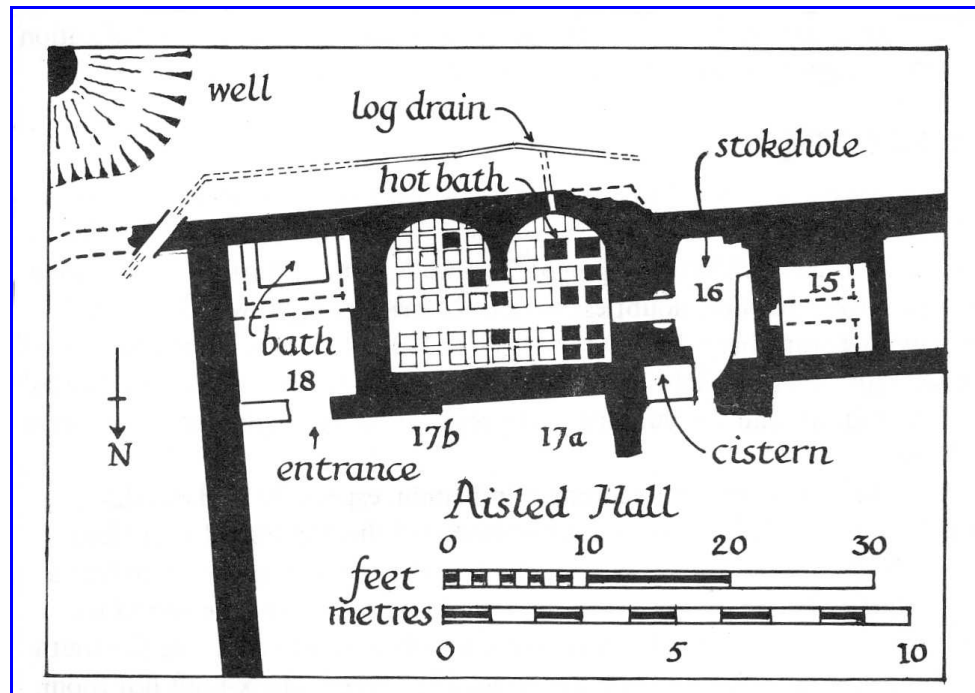 well
log drain
stokehole
hot bath
16
15
bath
18
N
entrance
17b
17a
cistern
Aisled Hall
0 10 20 30
feet
metres
0 5 10